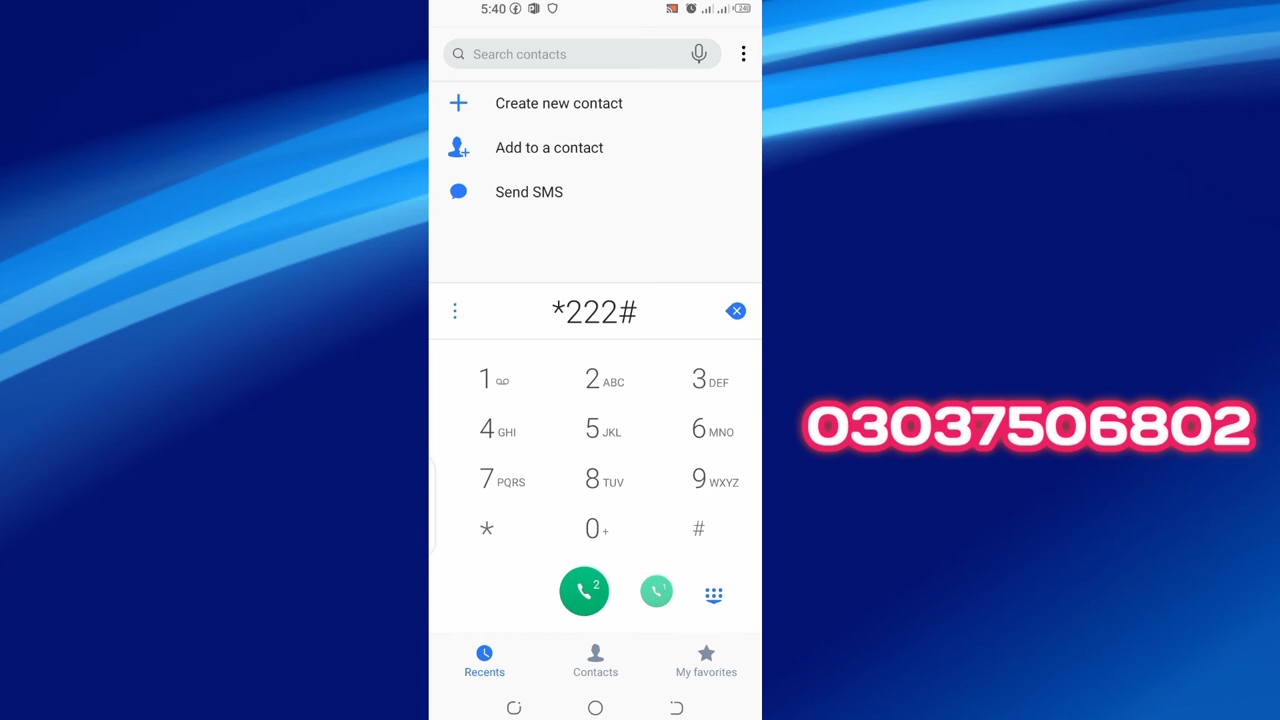 5:40
Search contacts
Create new contact
Add to a contact
Send SMS
*222#
1 2 ABC 3 DEF
4 GHI 5 JKL 6 MNO
7 PQRS 8 TUV 9 WXYZ
* 0 + #
2 1
Recents Contacts My favorites
03037506802